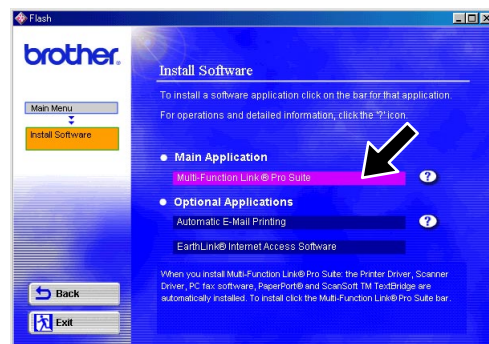 Flash
brother.
Install Software
To install a software application click on the bar for that application.
For operations and detailed information, click the '?' icon.
Main Menu
Install Software
Main Application
Multi-Function Link® Pro Suite
?
Optional Applications
Automatic E-Mail Printing
?
EarthLink® Internet Access Software
When you install Multi-Function Link® Pro Suite: the Printer Driver, Scanner
Driver, PC fax software, PaperPort® and ScanSoft TM TextBridge are
automatically installed. To install click the Multi-Function Link® Pro Suite bar.
Back
Exit